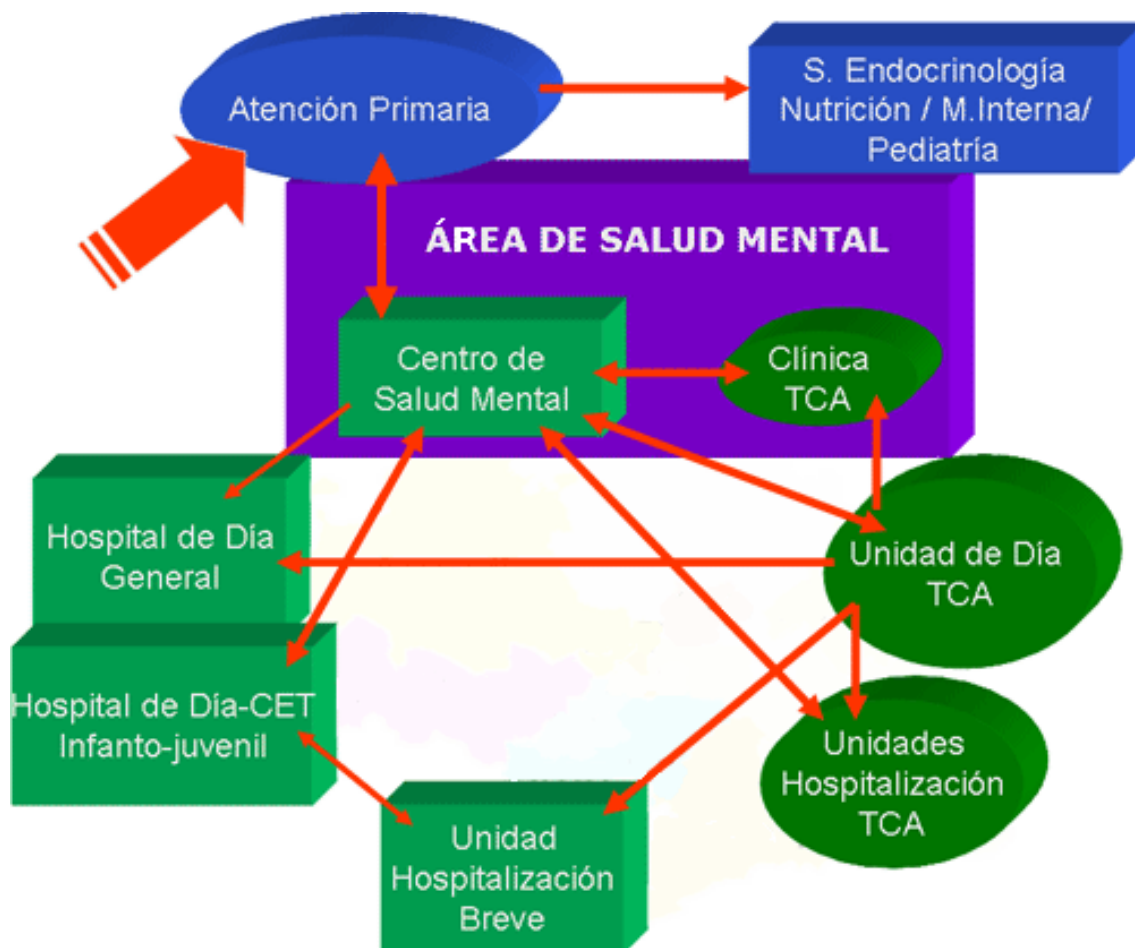 Atención Primaria
S. Endocrinología
Nutrición / M.Interna/
Pediatría
ÁREA DE SALUD MENTAL
Centro de
Salud Mental
Clínica
TCA
Hospital de Día
General
Unidad de Día
TCA
Hospital de Día-CET
Infanto-juvenil
Unidades
Hospitalización
TCA
Unidad
Hospitalización
Breve